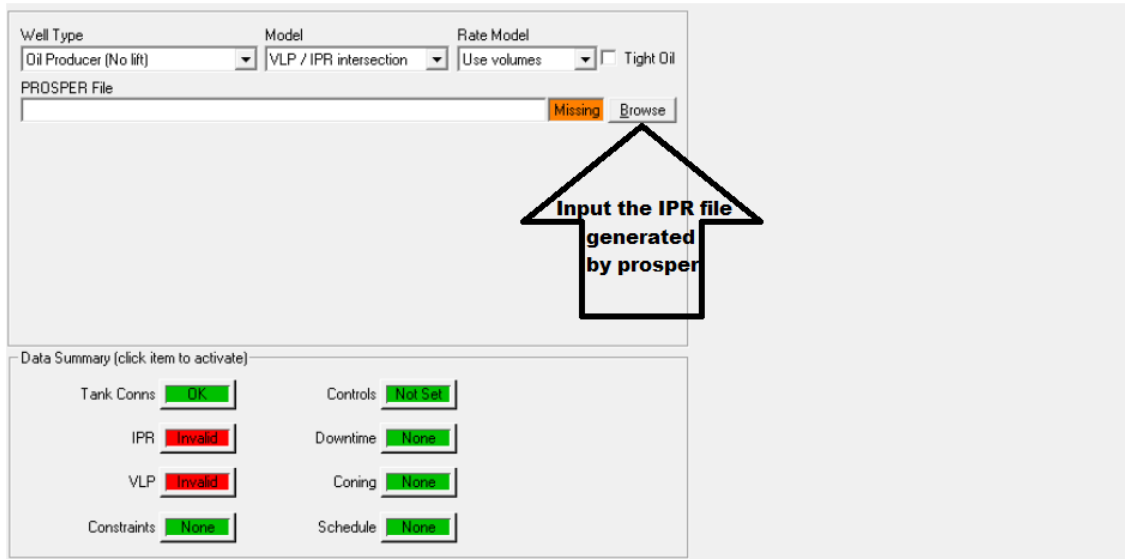 Well Type Model Rate Model
Oil Producer (No lift) VLP / IPR intersection Use volumes Tight Oil
PROSPER File
Missing Browse
Input the IPR file
generated
by prosper
Data Summary (click item to activate)
Tank Conns OK Controls Not Set
IPR Invalid Downtime None
VLP Invalid Coning None
Constraints None Schedule None